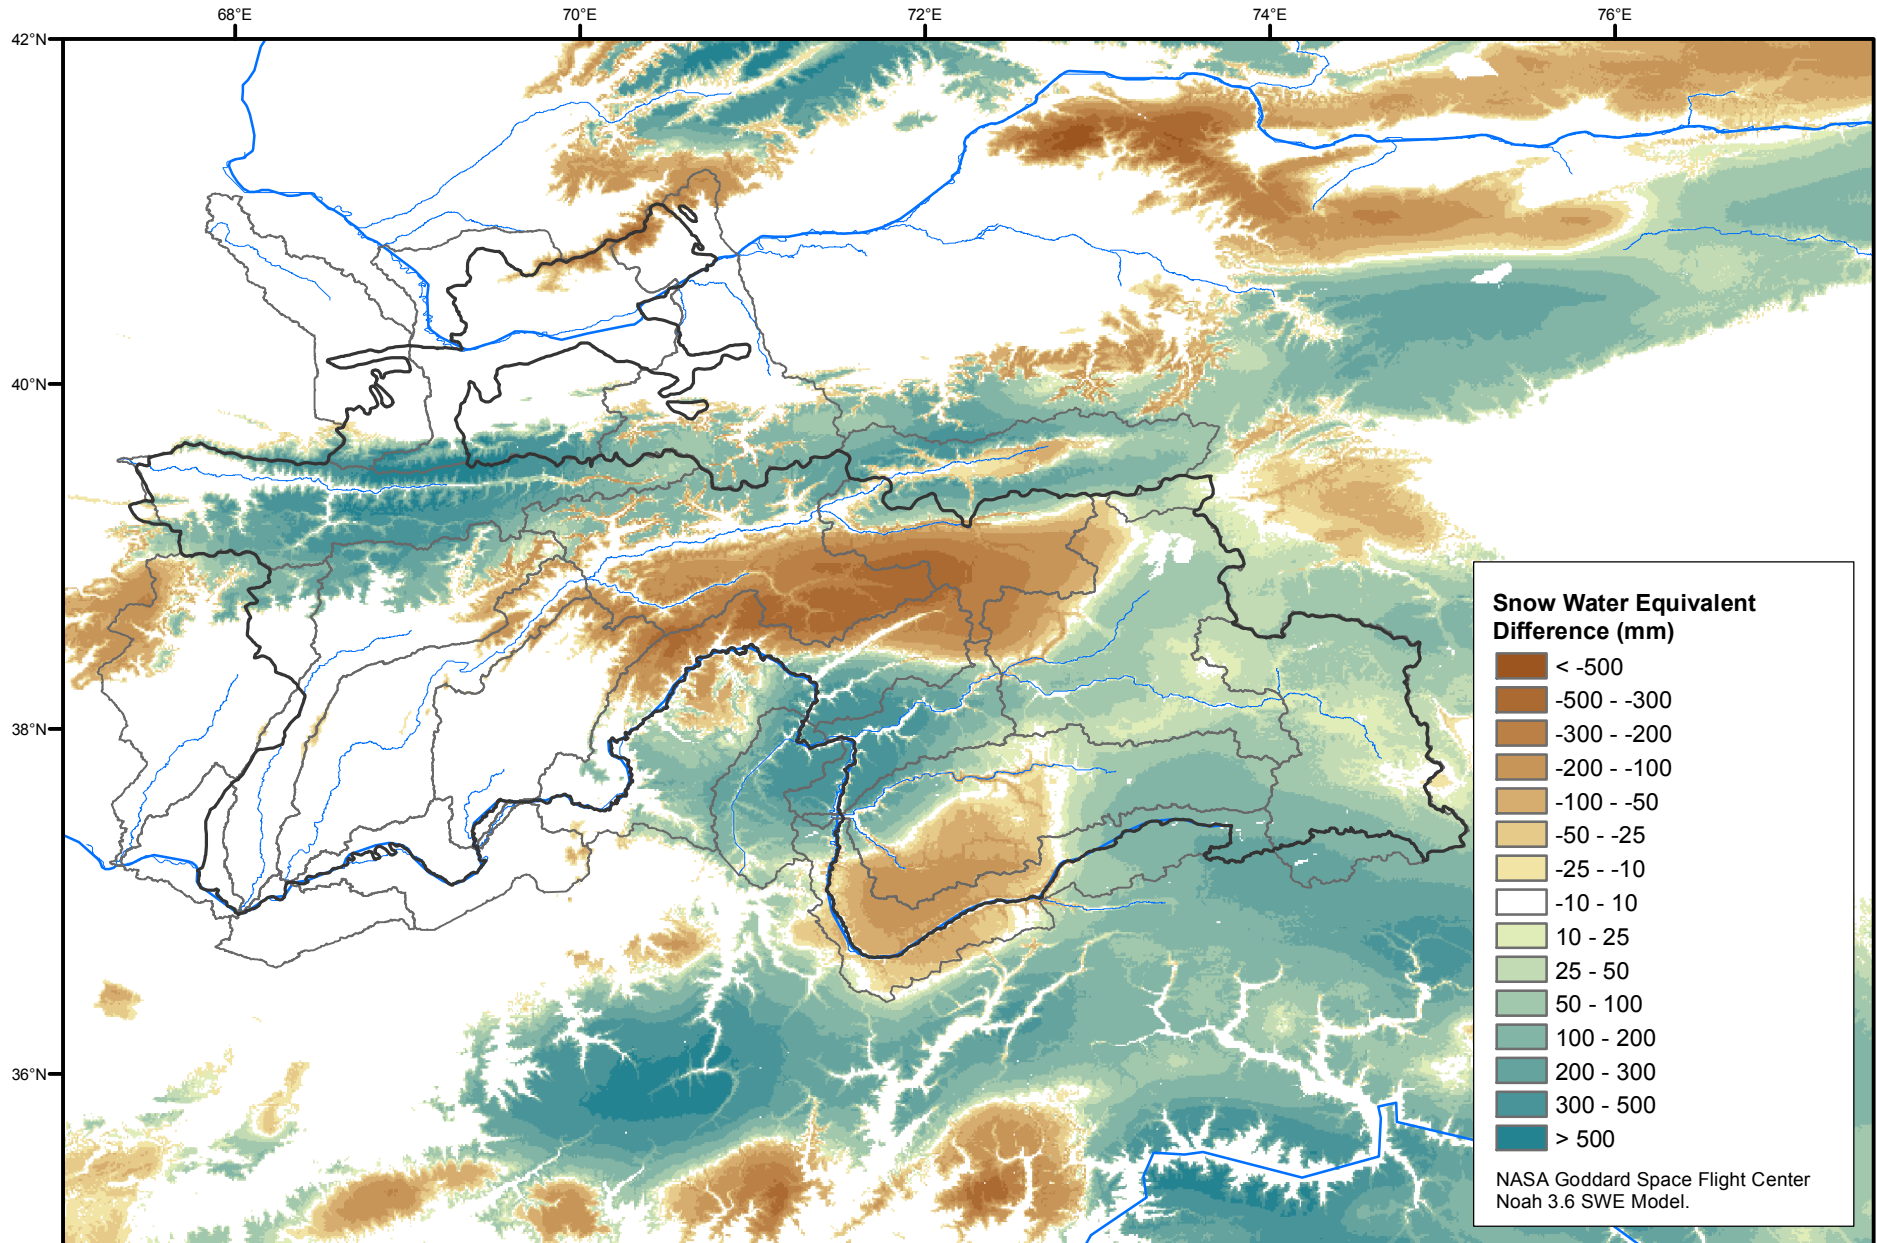 68°E 70°E 72°E 74°E 76°E
42°N
40°N
38°N
36°N
Snow Water Equivalent
Difference (mm)
< -500
-500 - -300
-300 - -200
-200 - -100
-100 - -50
-50 - -25
-25 - -10
-10 - 10
10 - 25
25 - 50
50 - 100
100 - 200
200 - 300
300 - 500
> 500
NASA Goddard Space Flight Center
Noah 3.6 SWE Model.